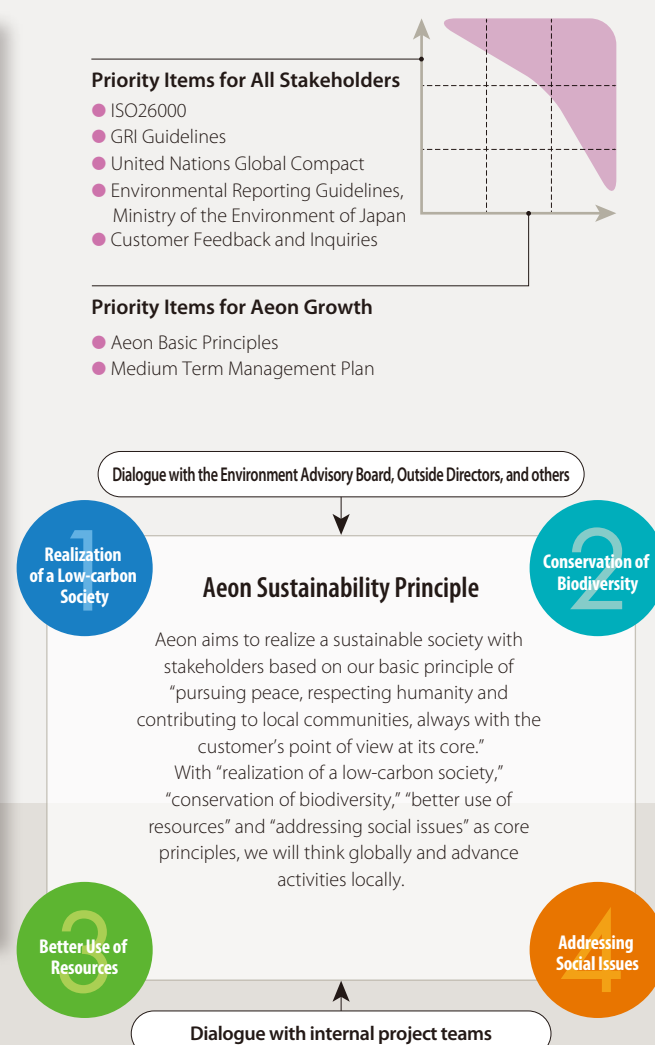 Priority Items for All Stakeholders
● ISO26000
● GRI Guidelines
● United Nations Global Compact
● Environmental Reporting Guidelines,
Ministry of the Environment of Japan
● Customer Feedback and Inquiries
Priority Items for Aeon Growth
● Aeon Basic Principles
● Medium Term Management Plan
Dialogue with the Environment Advisory Board, Outside Directors, and others
1
Realization
of a Low-carbon
Society
2
Conservation of
Biodiversity
Aeon Sustainability Principle
Aeon aims to realize a sustainable society with
stakeholders based on our basic principle of
“pursuing peace, respecting humanity and
contributing to local communities, always with the
customer’s point of view at its core.”
With “realization of a low-carbon society,”
“conservation of biodiversity,” “better use of
resources” and “addressing social issues” as core
principles, we will think globally and advance
activities locally.
3
Better Use of
Resources
4
Addressing
Social Issues
Dialogue with internal project teams